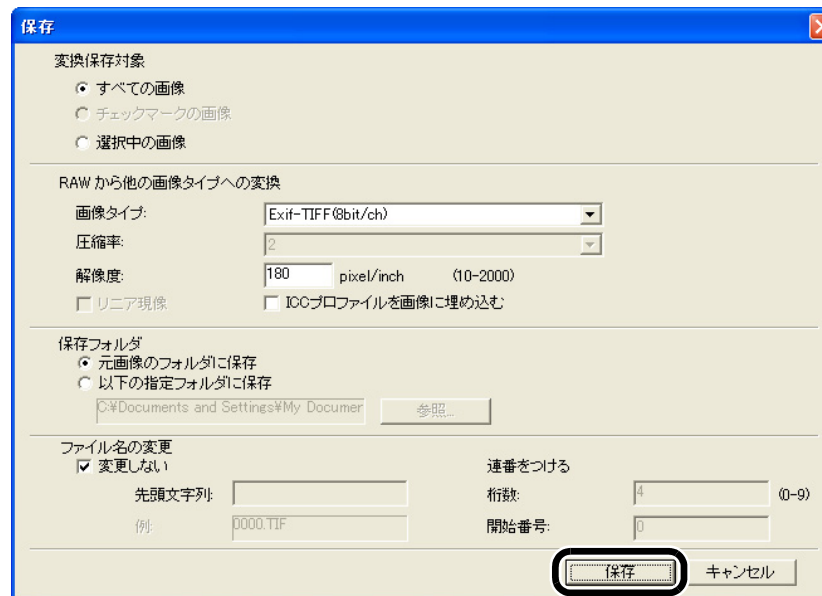 保存
変換保存対象
すべての画像
チェックマークの画像
選択中の画像
RAWから他の画像タイプへの変換
画像タイプ: Exif-TIFF(8bit/ch)
圧縮率: 2
解像度: 180 pixel/inch (10-2000)
リニア現像 ICCプロファイルを画像に埋め込む
保存フォルダ
元画像のフォルダに保存
以下の指定フォルダに保存
C:¥Documents and Settings¥My Documer 参照...
ファイル名の変更
変更しない 連番をつける
先頭文字列: 桁数: 4 (0-9)
例: 0000.TIF 開始番号: 0
保存 キャンセル